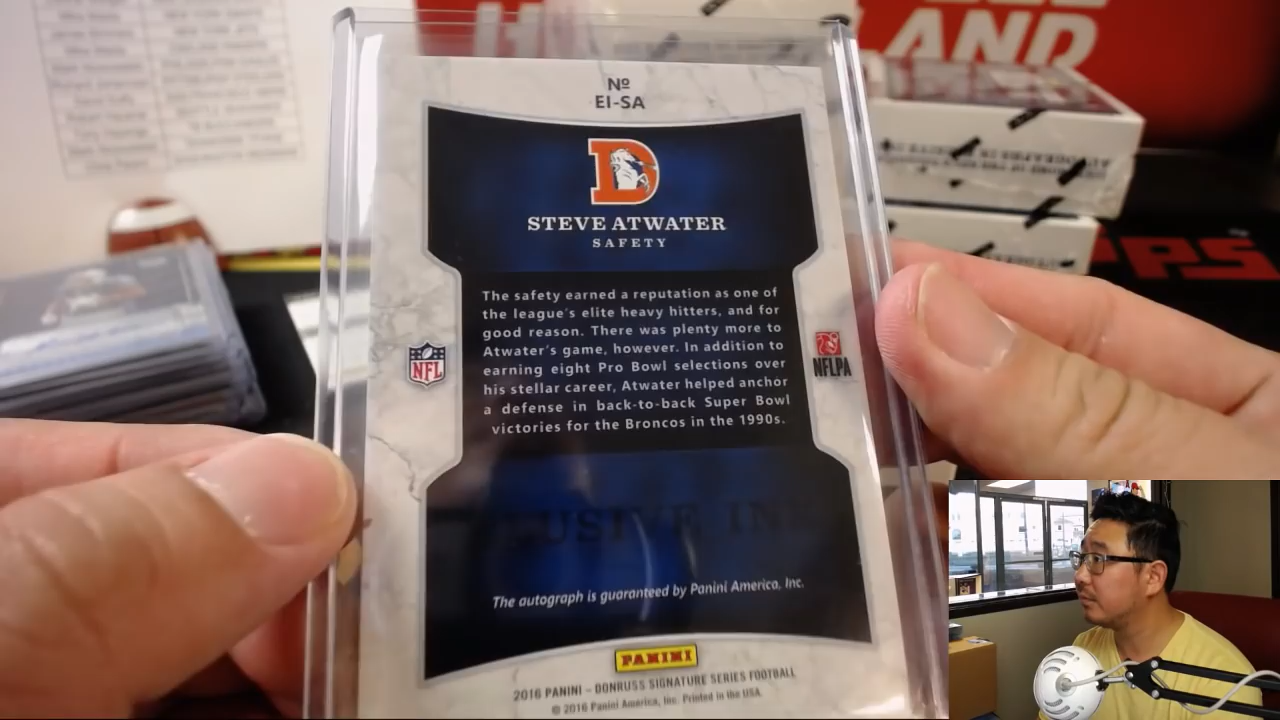 LAND
Nº
EI-SA
STEVE ATWATER
SAFETY
The safety earned a reputation as one of
the league's elite heavy hitters, and for
good reason. There was plenty more to
Atwater's game, however. In addition to
earning eight Pro Bowl selections over
his stellar career, Atwater helped anchor
a defense in back-to-back Super Bowl
victories for the Broncos in the 1990s.
NFL
NFLPA
The autograph is guaranteed by Panini America, Inc.
PANINI
2016 PANINI – DONRUSS SIGNATURE SERIES FOOTBALL
© 2016 Panini America, Inc. Printed in the USA.